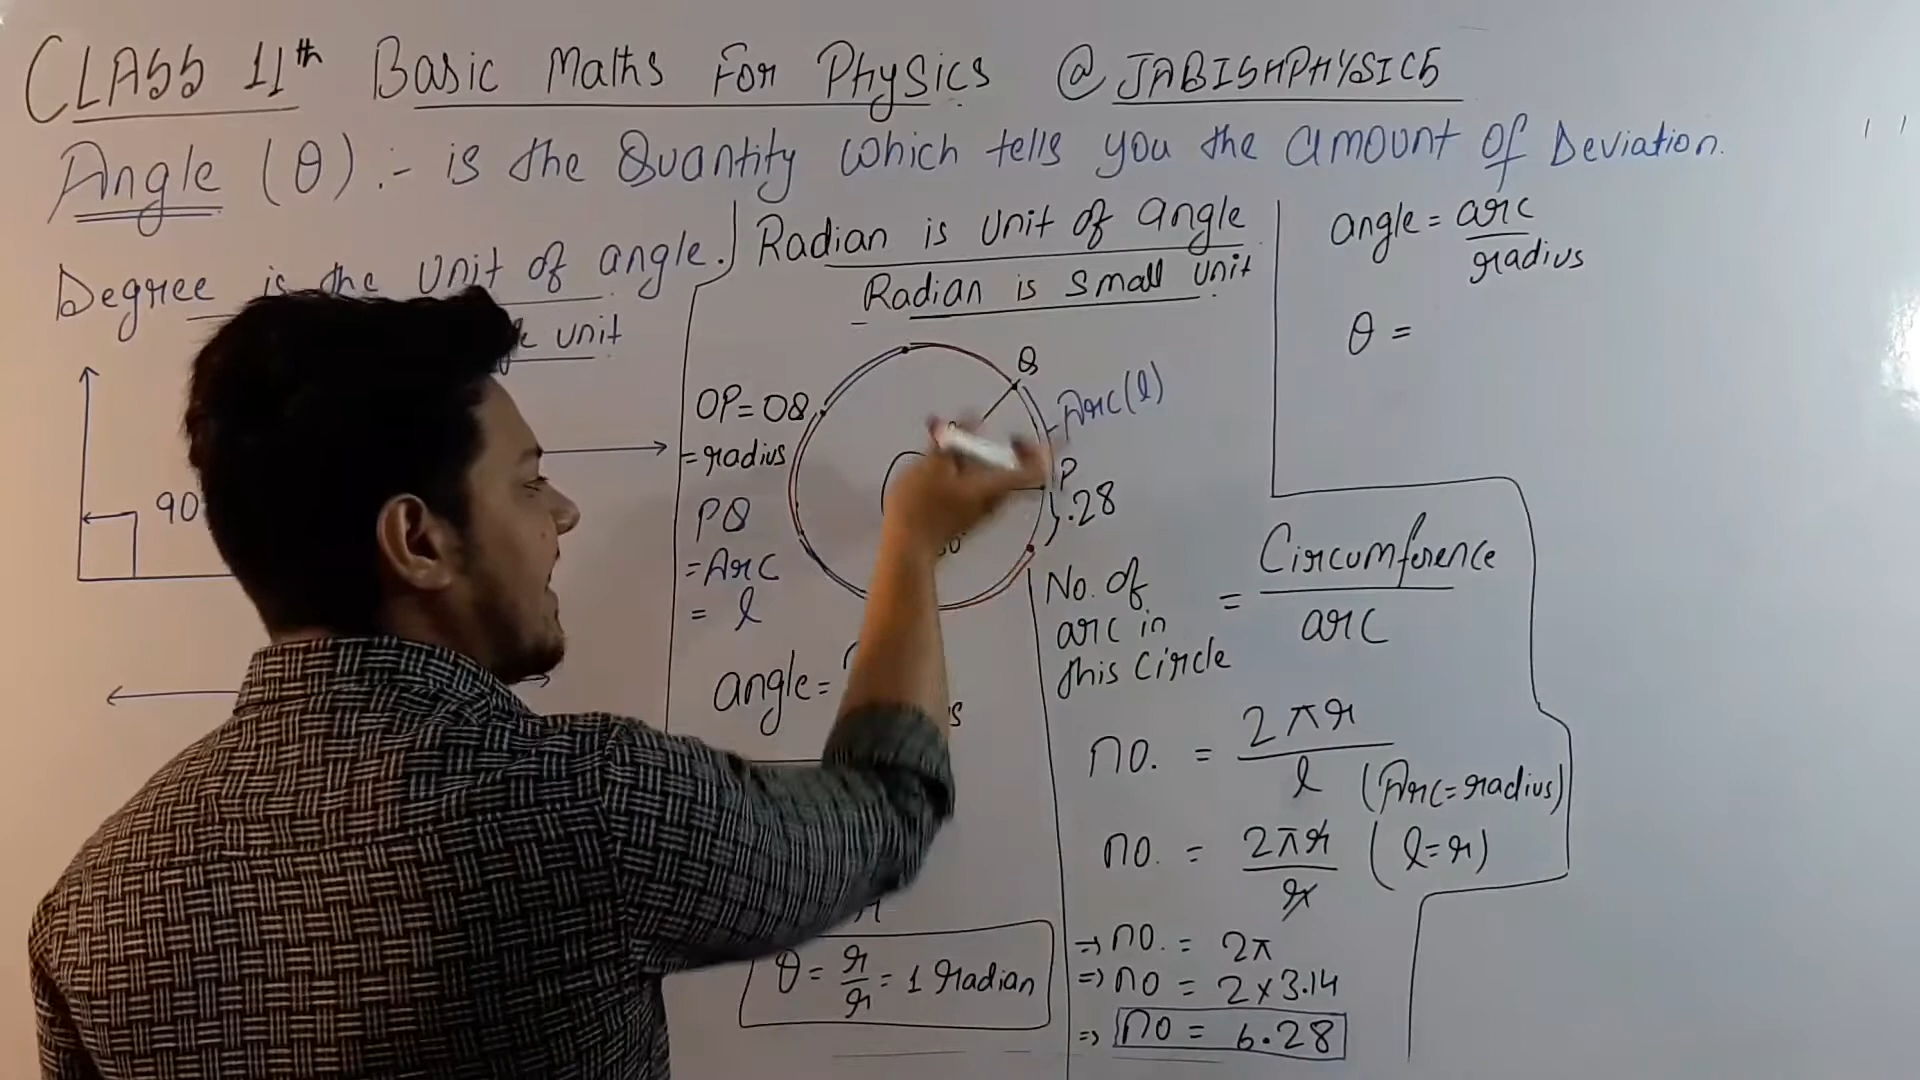 CLASS 11th Basic Maths For Physics @JABISHPHYSICS
Angle (θ) :- is the Quantity which tells you the amount of Deviation.
Degree is the unit of angle.
unit
90
Radian is unit of angle
Radian is small unit
OP=OQ
=radius
PQ
=Arc
= l
Q
Arc(l)
P
.28
angle=
θ = r/r = 1 radian
No. of
arc in
this circle
= Circumference / arc
no. = 2πr / l (Arc=radius)
no. = 2πr / r (l=r)
=> no. = 2π
=> no = 2×3.14
=> no = 6.28
angle = arc / radius
θ =